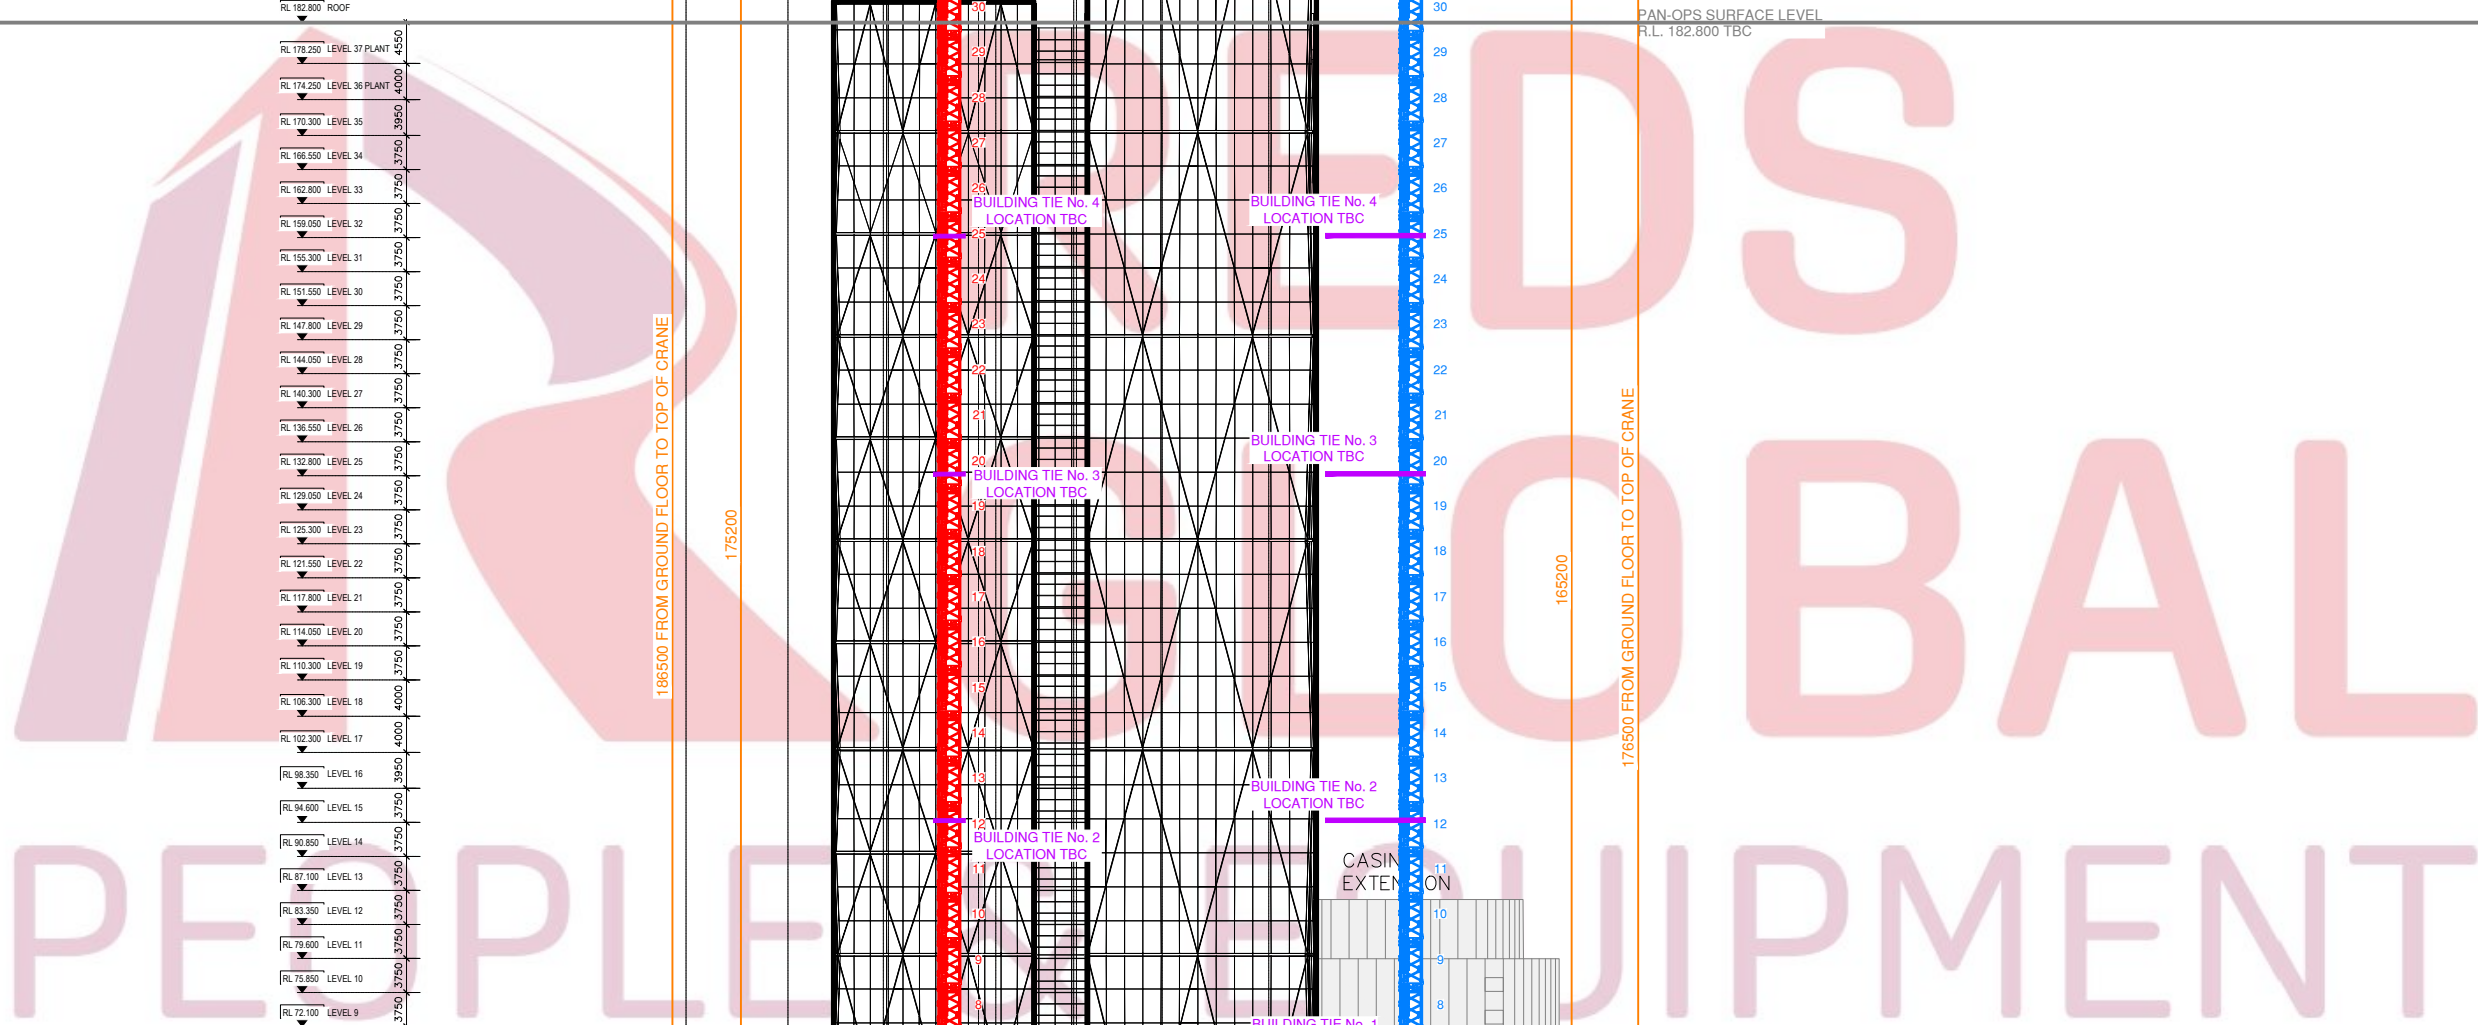 RL 182.800 ROOF
PAN-OPS SURFACE LEVEL
R.L. 182.800 TBC
4550
RL 178.250 LEVEL 37 PLANT
4000
RL 174.250 LEVEL 36 PLANT
3950
RL 170.300 LEVEL 35
3750
RL 166.550 LEVEL 34
3750
RL 162.800 LEVEL 33
3750
RL 159.050 LEVEL 32
3750
RL 155.300 LEVEL 31
3750
RL 151.550 LEVEL 30
3750
RL 147.800 LEVEL 29
3750
RL 144.050 LEVEL 28
3750
RL 140.300 LEVEL 27
3750
RL 136.550 LEVEL 26
3750
RL 132.800 LEVEL 25
3750
RL 129.050 LEVEL 24
3750
RL 125.300 LEVEL 23
3750
RL 121.550 LEVEL 22
3750
RL 117.800 LEVEL 21
3750
RL 114.050 LEVEL 20
3750
RL 110.300 LEVEL 19
4000
RL 106.300 LEVEL 18
4000
RL 102.300 LEVEL 17
3950
RL 98.350 LEVEL 16
3750
RL 94.600 LEVEL 15
3750
RL 90.850 LEVEL 14
3750
RL 87.100 LEVEL 13
3750
RL 83.350 LEVEL 12
3750
RL 79.600 LEVEL 11
3750
RL 75.850 LEVEL 10
3750
RL 72.100 LEVEL 9
186500 FROM GROUND FLOOR TO TOP OF CRANE
175200
30
29
28
27
26
BUILDING TIE No. 4
LOCATION TBC
25
24
23
22
21
20
BUILDING TIE No. 3
LOCATION TBC
19
18
17
16
15
14
13
12
BUILDING TIE No. 2
LOCATION TBC
11
10
9
8
BUILDING TIE No. 4
LOCATION TBC
BUILDING TIE No. 3
LOCATION TBC
BUILDING TIE No. 2
LOCATION TBC
BUILDING TIE No. 1
30
29
28
27
26
25
24
23
22
21
20
19
18
17
16
15
14
13
12
11
10
9
8
165200
176500 FROM GROUND FLOOR TO TOP OF CRANE
REDS
GLOBAL
PEOPLE & EQUIPMENT